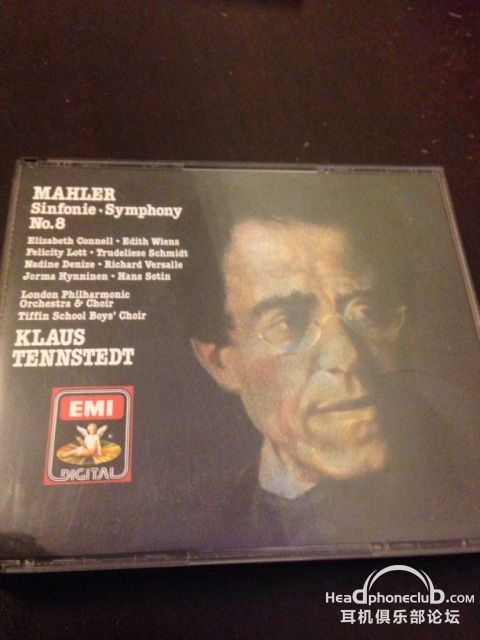 MAHLER
Sinfonie · Symphony
No.8
Elizabeth Connell · Edith Wiens
Felicity Lott · Trudeliese Schmidt
Nadine Denize · Richard Versalle
Jorma Hynninen · Hans Sotin
London Philharmonic
Orchestra & Choir
Tiffin School Boys' Choir
KLAUS
TENNSTEDT
EMI
DIGITAL
Headphoneclub.com
耳机俱乐部论坛